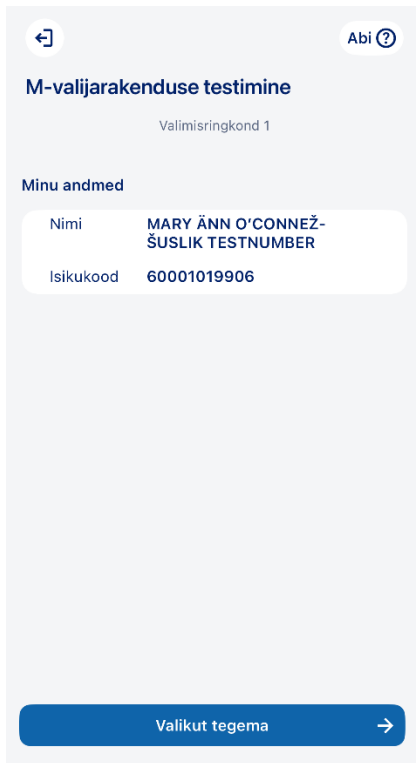 Abi
M-valijarakenduse testimine
Valimisringkond 1
Minu andmed
Nimi MARY ÄNN O’CONNEŽ-
ŠUSLIK TESTNUMBER
Isikukood 60001019906
Valikut tegema